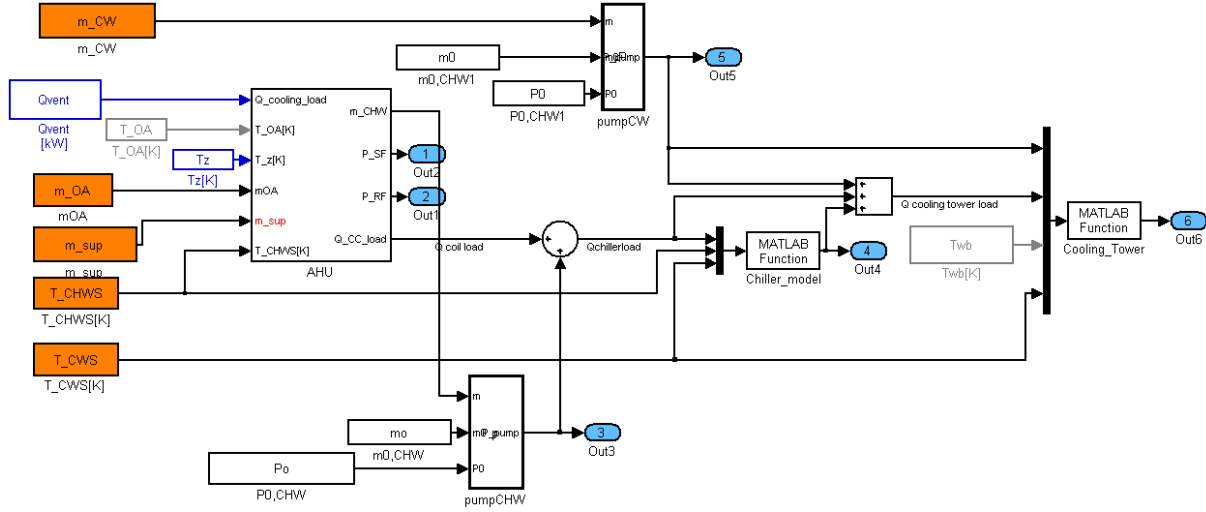 m_CW
m_CW
m0
m0,CHW1
P0
P0,CHW1
m
P0
pumpCW
5
Out5
Qvent
Qvent
[kW]
T_OA
T_OA[K]
Tz
Tz[K]
m_OA
mOA
m_sup
m_sup
T_CHWS
T_CHWS[K]
T_CWS
T_CWS[K]
Q_cooling_load
T_OA[K]
T_z[K]
mOA
m_sup
T_CHWS[K]
m_CHW
P_SF
P_RF
Q_CC_load
AHU
1
Out2
2
Out1
Q coil load
Qchillerload
MATLAB
Function
Chiller_model
4
Out4
Q cooling tower load
Twb
Twb[K]
MATLAB
Function
Cooling_Tower
6
Out6
mo
m0,CHW
Po
P0,CHW
m
P0
pumpCHW
3
Out3